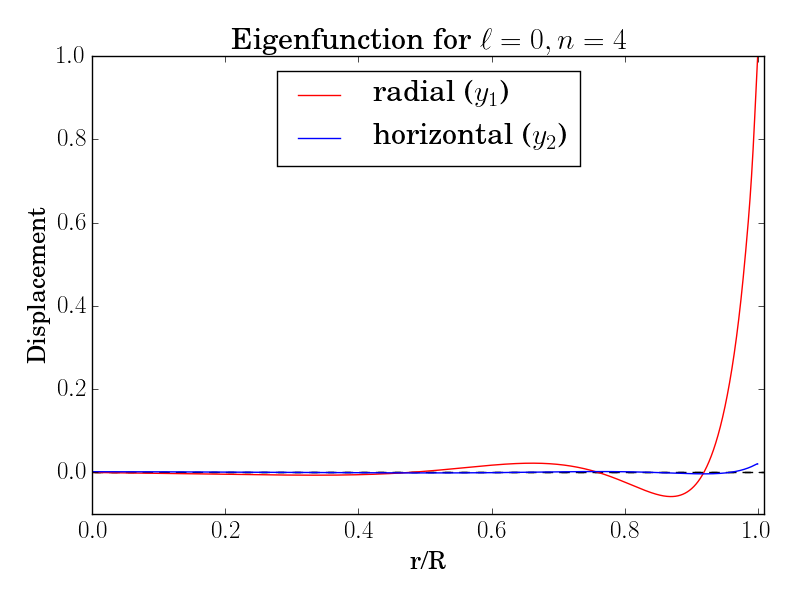 Eigenfunction for ℓ = 0, n = 4
1.0
radial (y₁)
horizontal (y₂)
0.8
0.6
0.4
0.2
0.0
Displacement
0.0 0.2 0.4 0.6 0.8 1.0
r/R